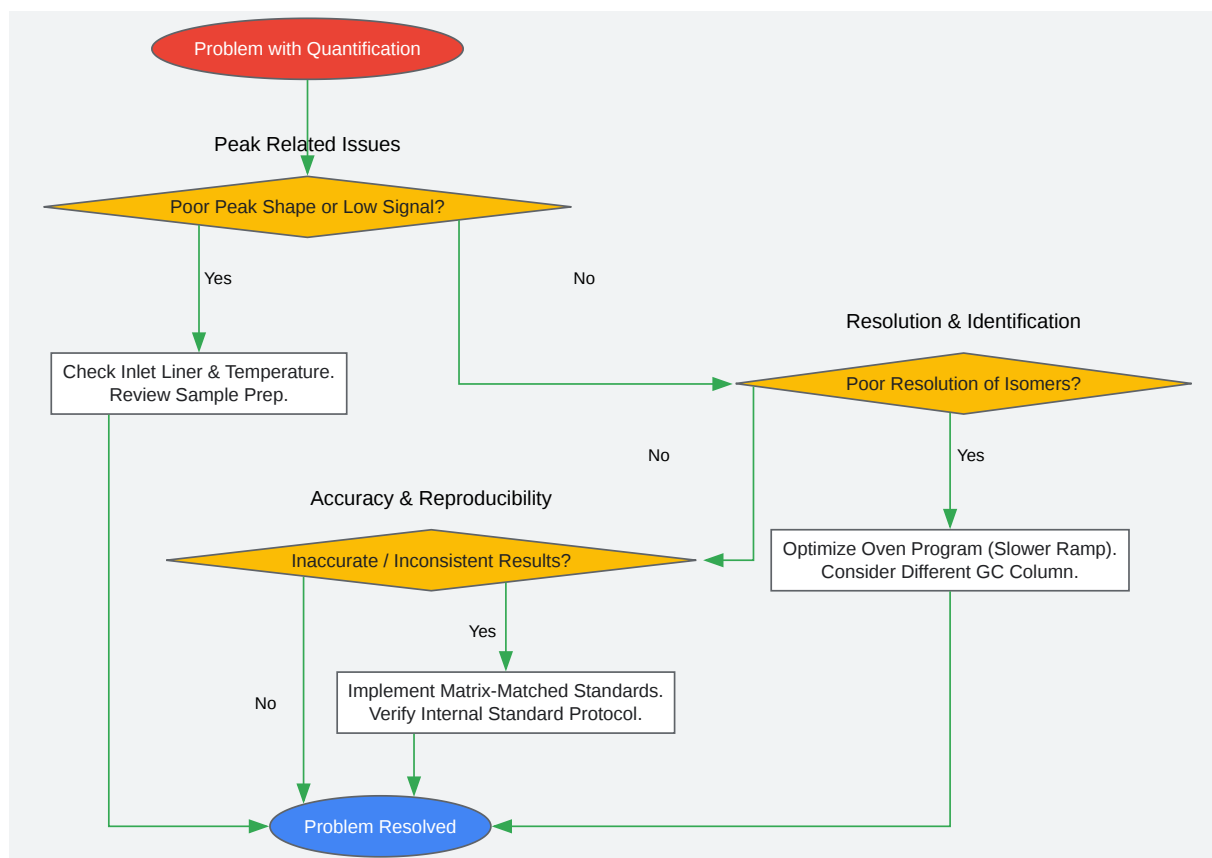 Problem with Quantification
Peak Related Issues
Poor Peak Shape or Low Signal?
Yes
No
Resolution & Identification
Check Inlet Liner & Temperature.
Review Sample Prep.
Poor Resolution of Isomers?
No
Yes
Accuracy & Reproducibility
Inaccurate / Inconsistent Results?
Optimize Oven Program (Slower Ramp).
Consider Different GC Column.
Yes
Implement Matrix-Matched Standards.
Verify Internal Standard Protocol.
No
Problem Resolved